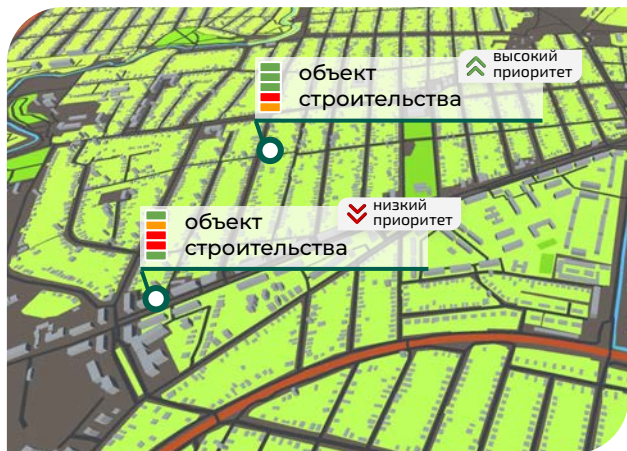 высокий
приоритет
объект
строительства
низкий
приоритет
объект
строительства